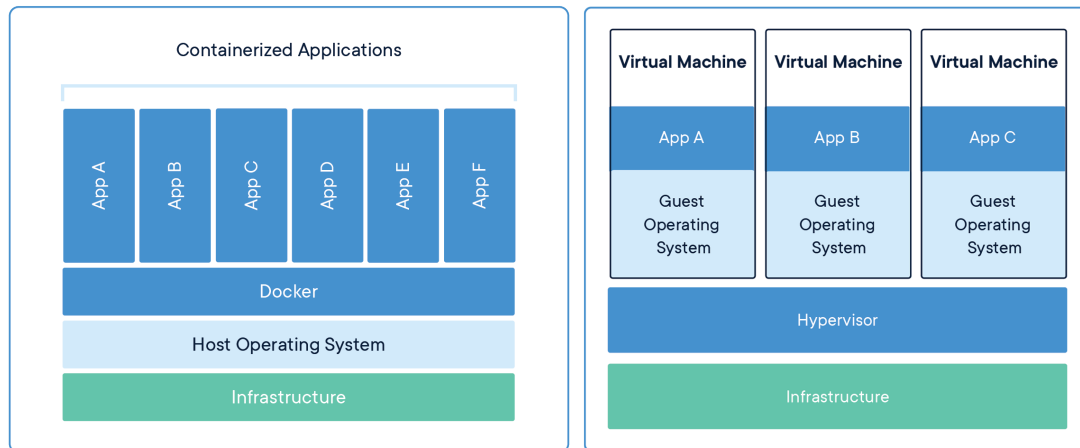 Containerized Applications
App A
App B
App C
App D
App E
App F
Docker
Host Operating System
Infrastructure
Virtual Machine
App A
Guest
Operating
System
Virtual Machine
App B
Guest
Operating
System
Virtual Machine
App C
Guest
Operating
System
Hypervisor
Infrastructure